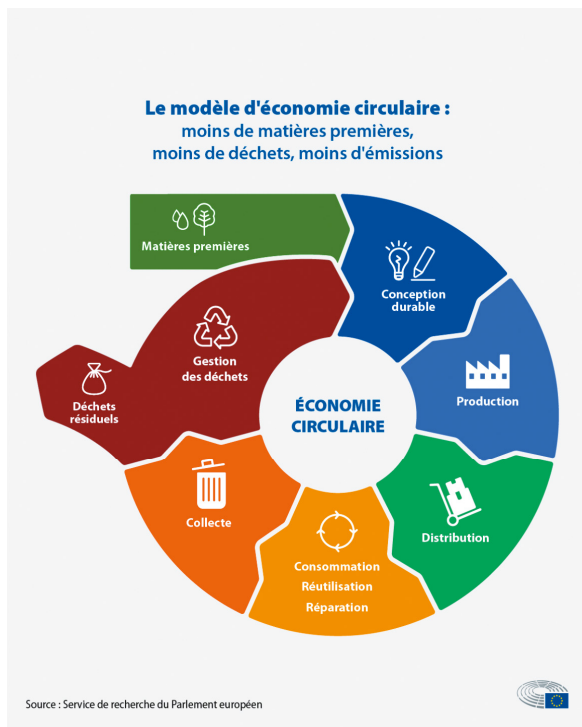 Le modèle d'économie circulaire :
moins de matières premières,
moins de déchets, moins d'émissions
Matières premières
Conception
durable
Production
Distribution
Consommation
Réutilisation
Réparation
Collecte
Gestion
des déchets
Déchets
résiduels
ÉCONOMIE
CIRCULAIRE
Source : Service de recherche du Parlement européen